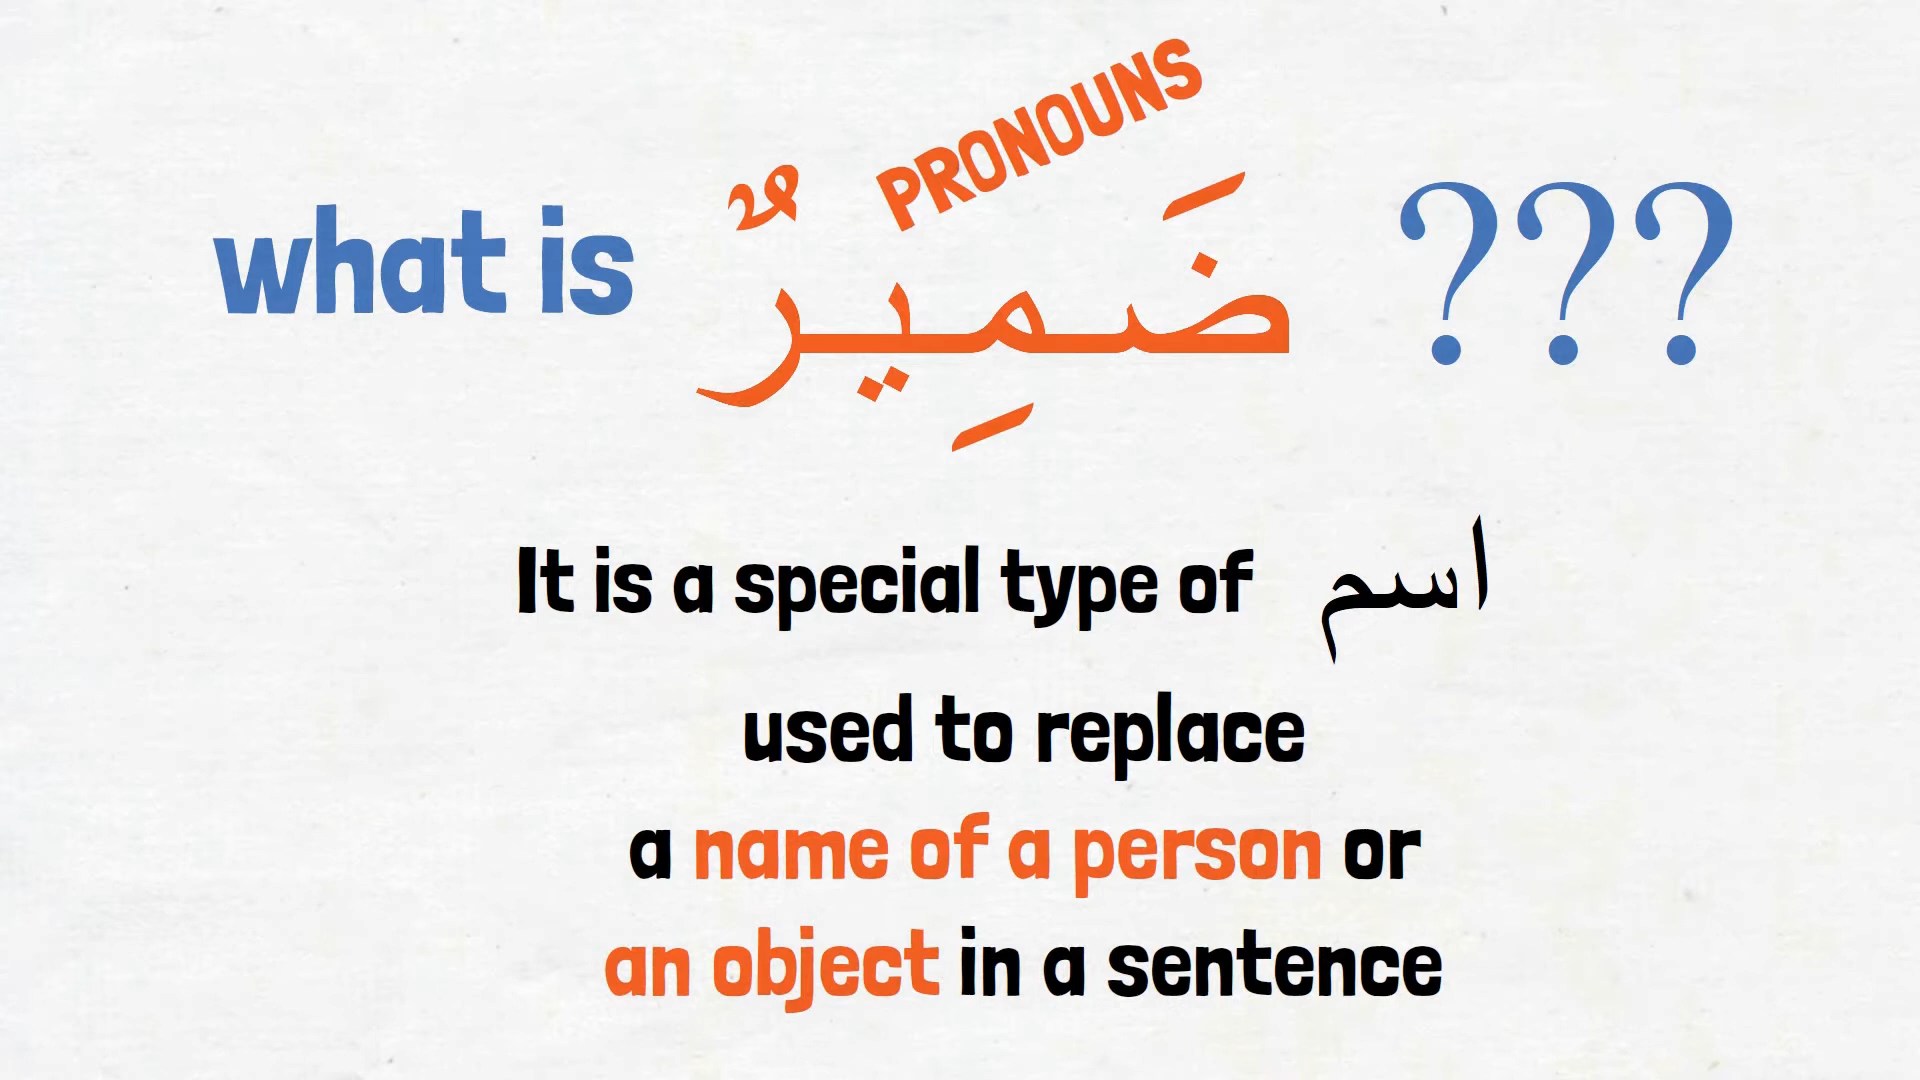 PRONOUNS
what is ضَمِيرٌ ???
It is a special type of اسم
used to replace
a name of a person or
an object in a sentence